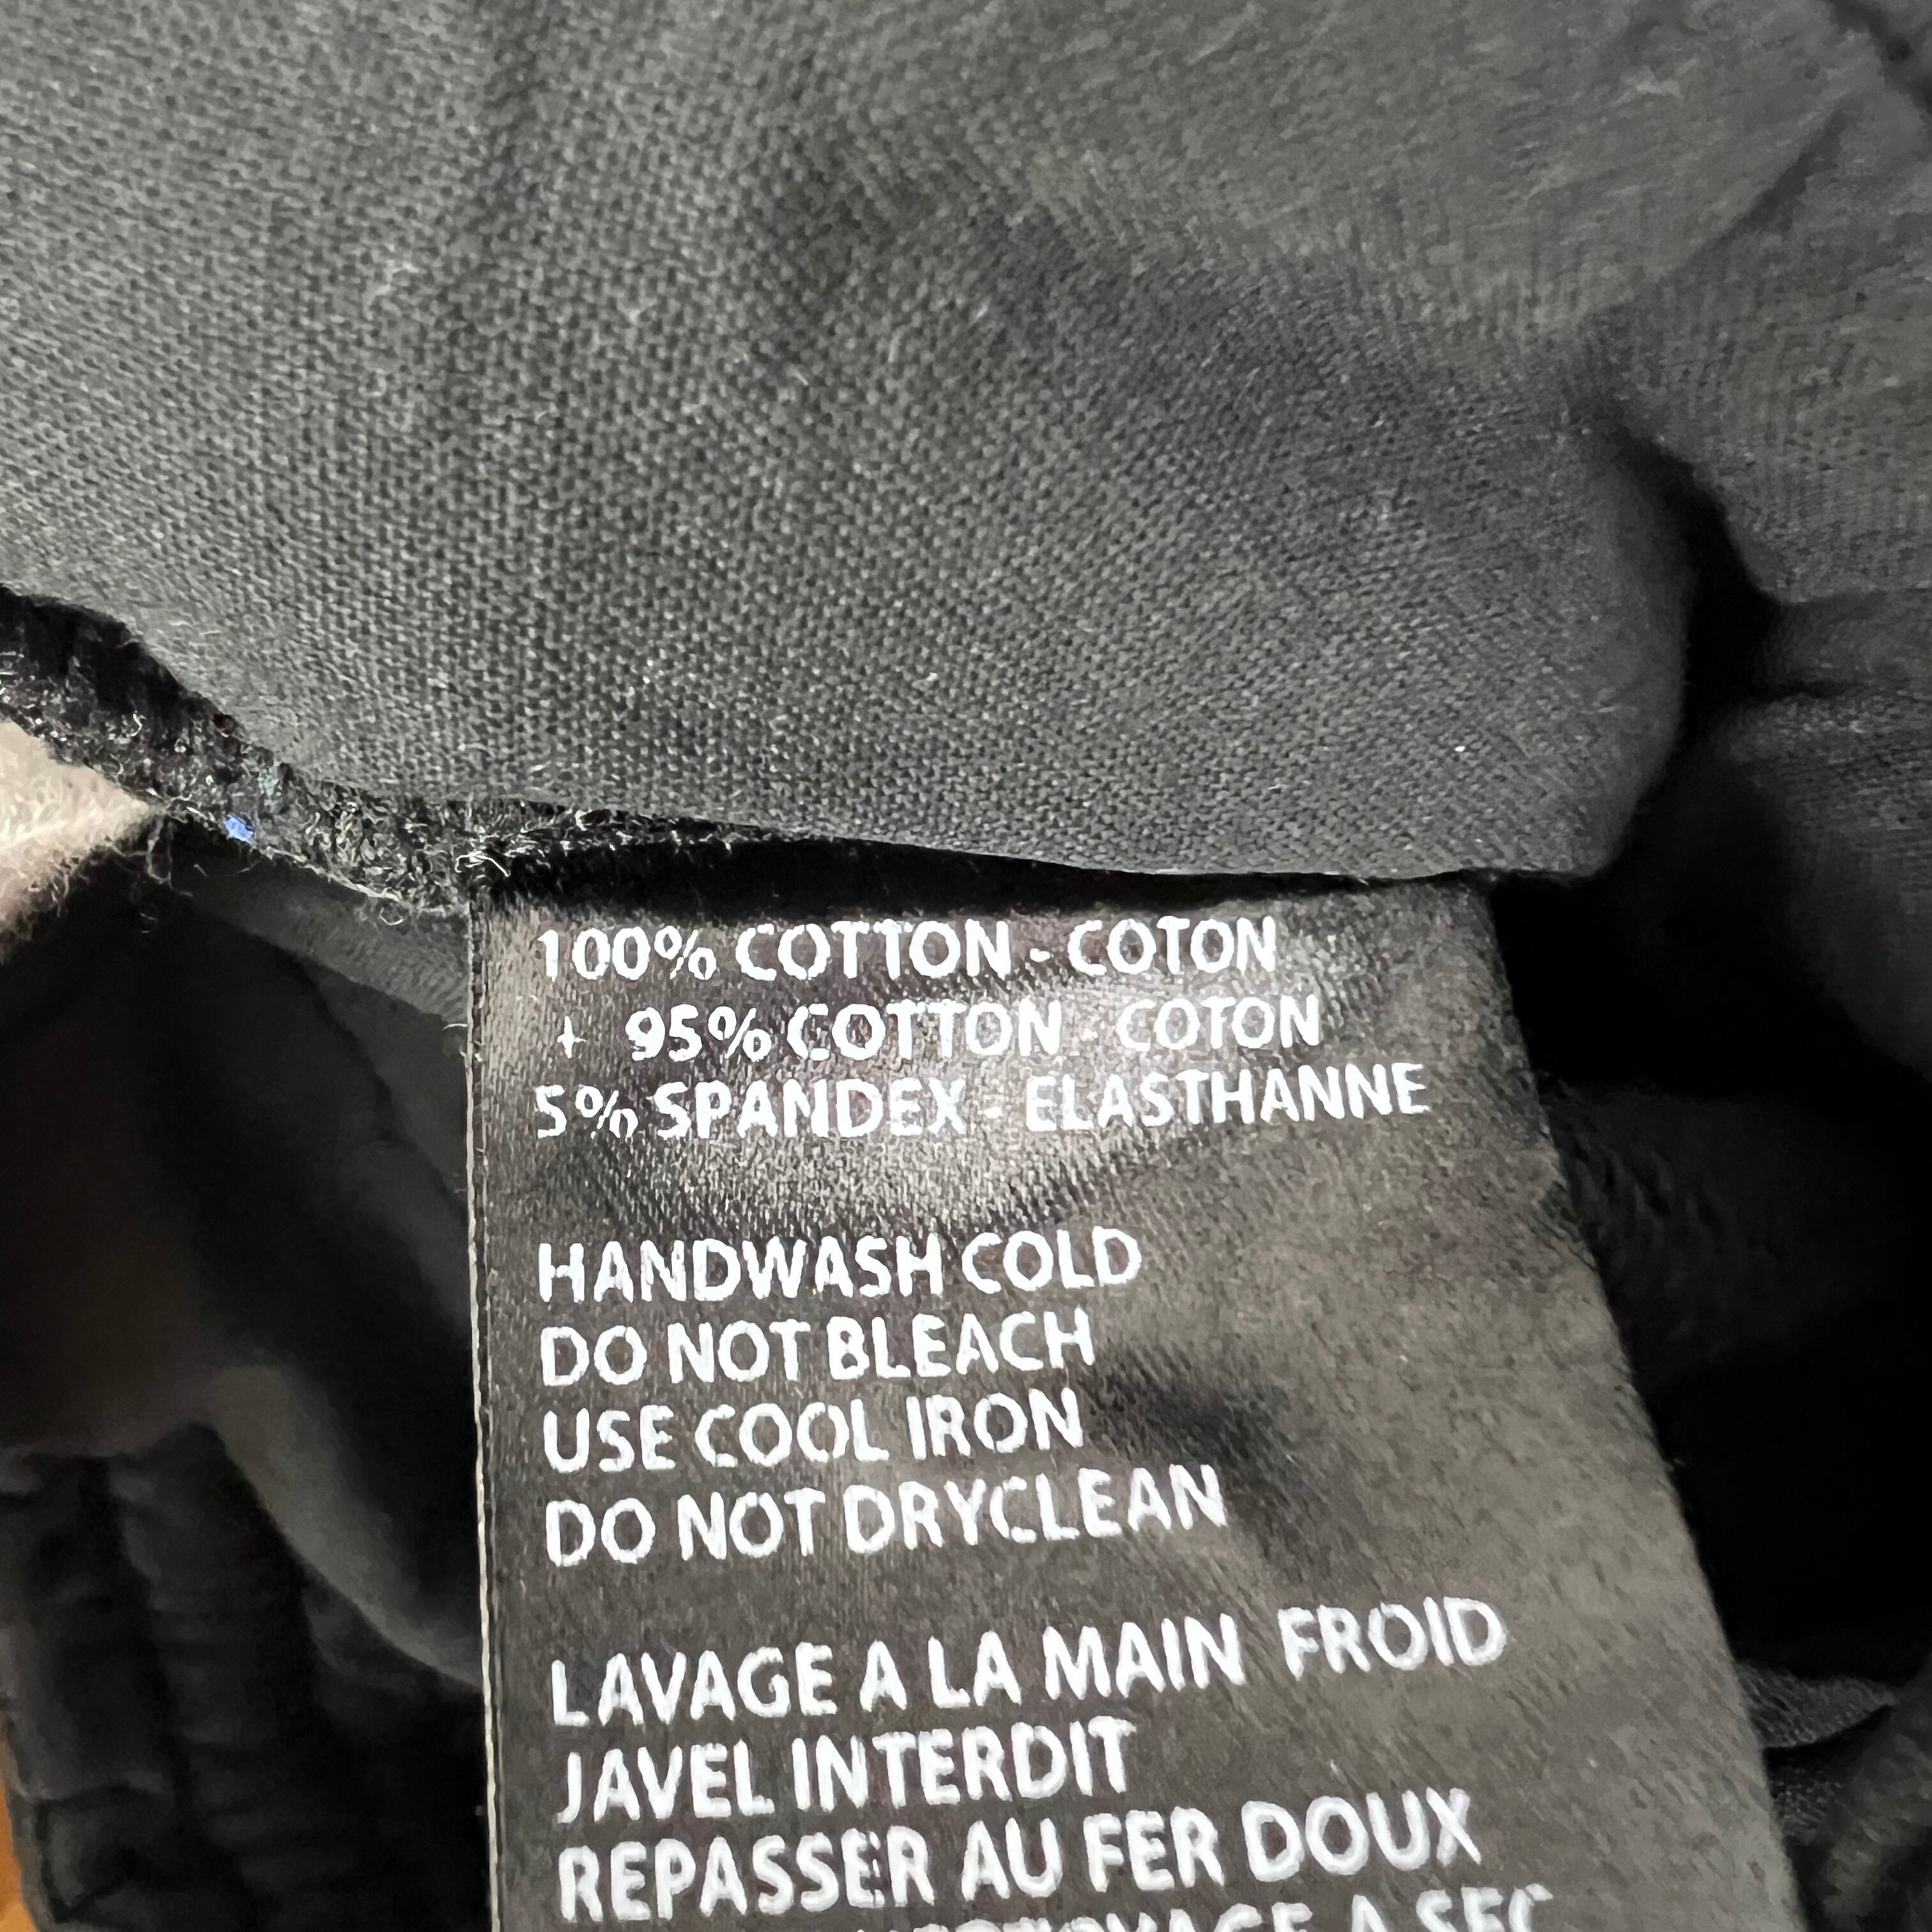 100% COTTON - COTON
+ 95% COTTON - COTON
5% SPANDEX - ELASTHANNE
HANDWASH COLD
DO NOT BLEACH
USE COOL IRON
DO NOT DRYCLEAN
LAVAGE A LA MAIN FROID
JAVEL INTERDIT
REPASSER AU FER DOUX
A SEC